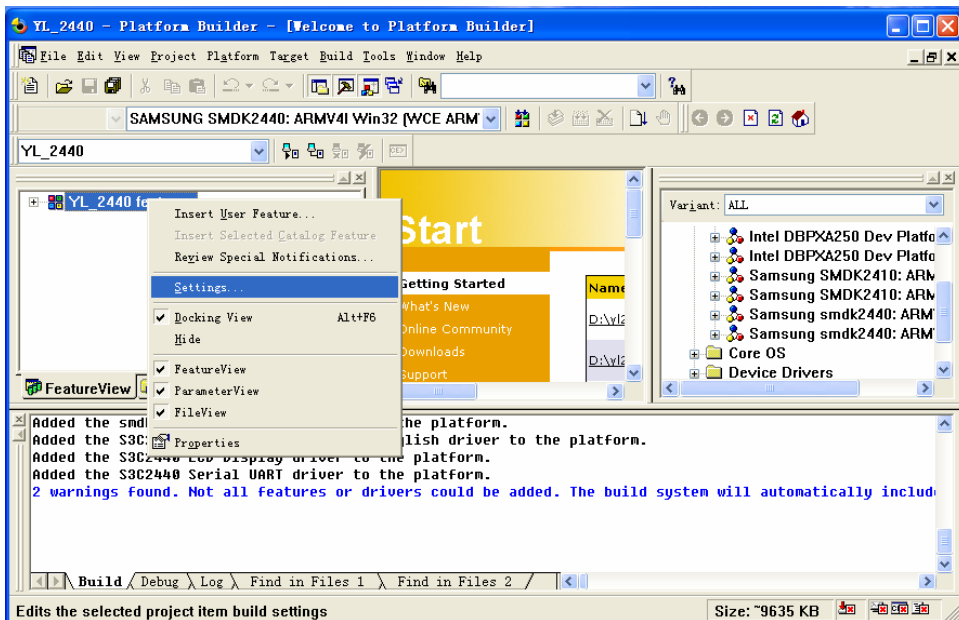 YL_2440 - Platform Builder - [Welcome to Platform Builder]
File Edit View Project Platform Target Build Tools Window Help
SAMSUNG SMDK2440: ARMV4I Win32 (WCE ARM
YL_2440
YL_2440
Insert User Feature...
Insert Selected Catalog Feature
Review Special Notifications...
Settings...
Docking View Alt+F6
Hide
FeatureView
ParameterView
FileView
Properties
FeatureView
Start
Getting Started
What's New
Online Community
Downloads
Support
Name
D:\yl2
D:\yl2
Variant: ALL
Intel DBPXA250 Dev Platfo
Intel DBPXA250 Dev Platfo
Samsung SMDK2410: ARM
Samsung SMDK2410: ARM
Samsung smdk2440: ARM
Samsung smdk2440: ARM
Core OS
Device Drivers
Added the the platform.
Added the driver to the platform.
Added the S3C2440 LCD Display driver to the platform.
Added the S3C2440 Serial UART driver to the platform.
2 warnings found. Not all features or drivers could be added. The build system will automatically includ
Build Debug Log Find in Files 1 Find in Files 2
Edits the selected project item build settings
Size: ~9635 KB